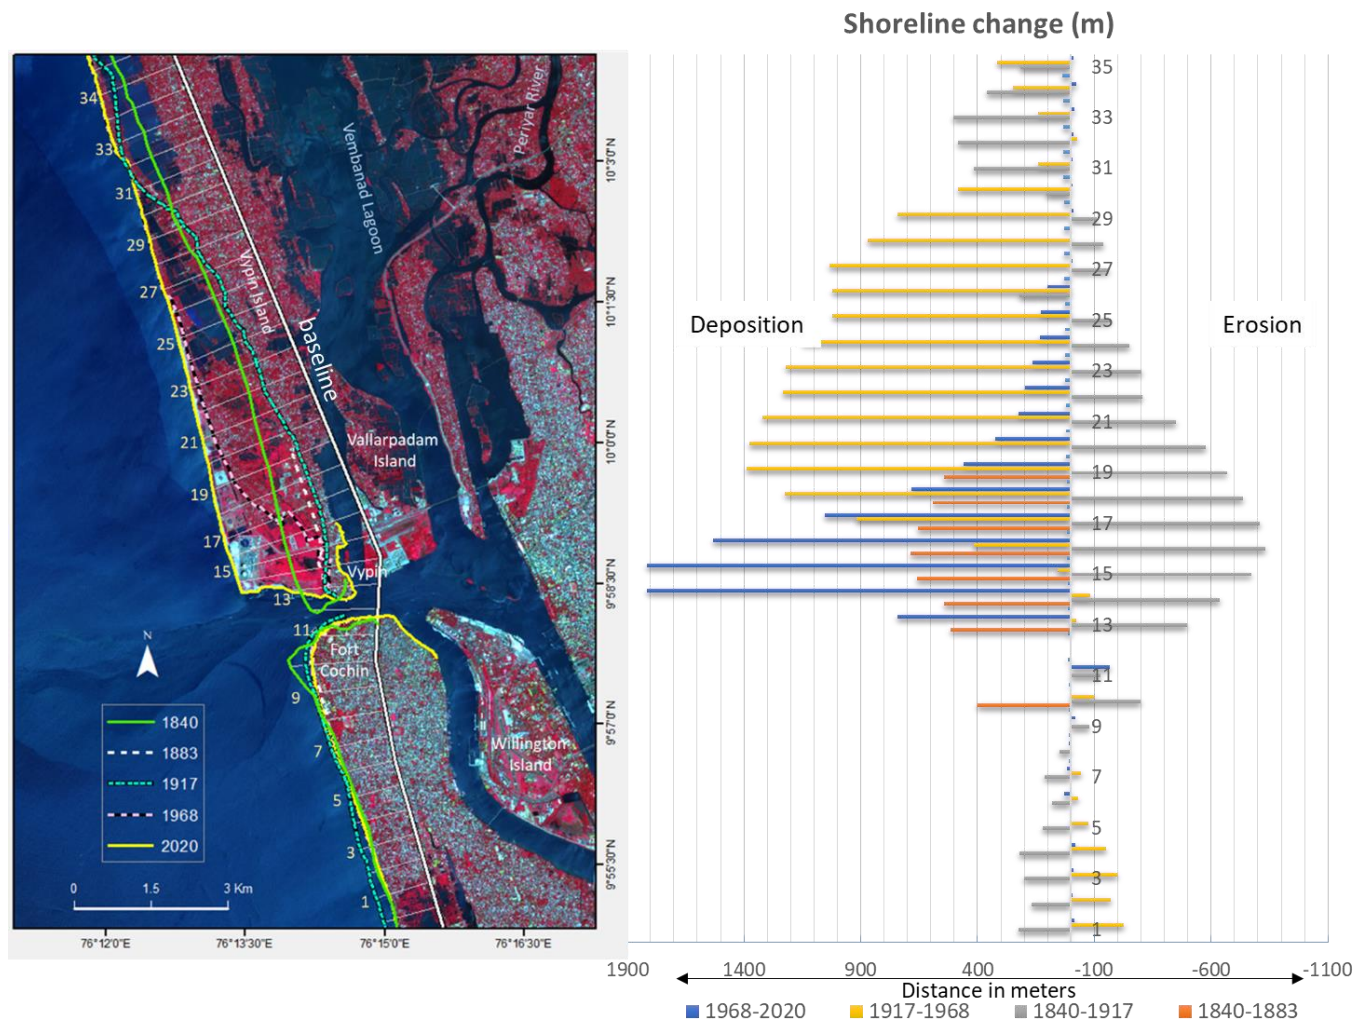 Shoreline change (m)
34
33
31
29
27
25
23
21
19
17
15
13
11
9
7
5
3
1
Vembanad Lagoon
Periyar River
Vypin Island
baseline
Vallarpadam
Island
Vypin
Fort
Cochin
Willington
Island
N
1840
1883
1917
1968
2020
0 1.5 3 Km
10°3'0"N
10°1'30"N
10°0'0"N
9°58'30"N
9°57'0"N
9°55'30"N
76°12'0"E 76°13'30"E 76°15'0"E 76°16'30"E
35
33
31
29
27
Deposition Erosion
25
23
21
19
17
15
13
11
9
7
5
3
1
1900 1400 900 400 -100 -600 -1100
Distance in meters
1968-2020 1917-1968 1840-1917 1840-1883